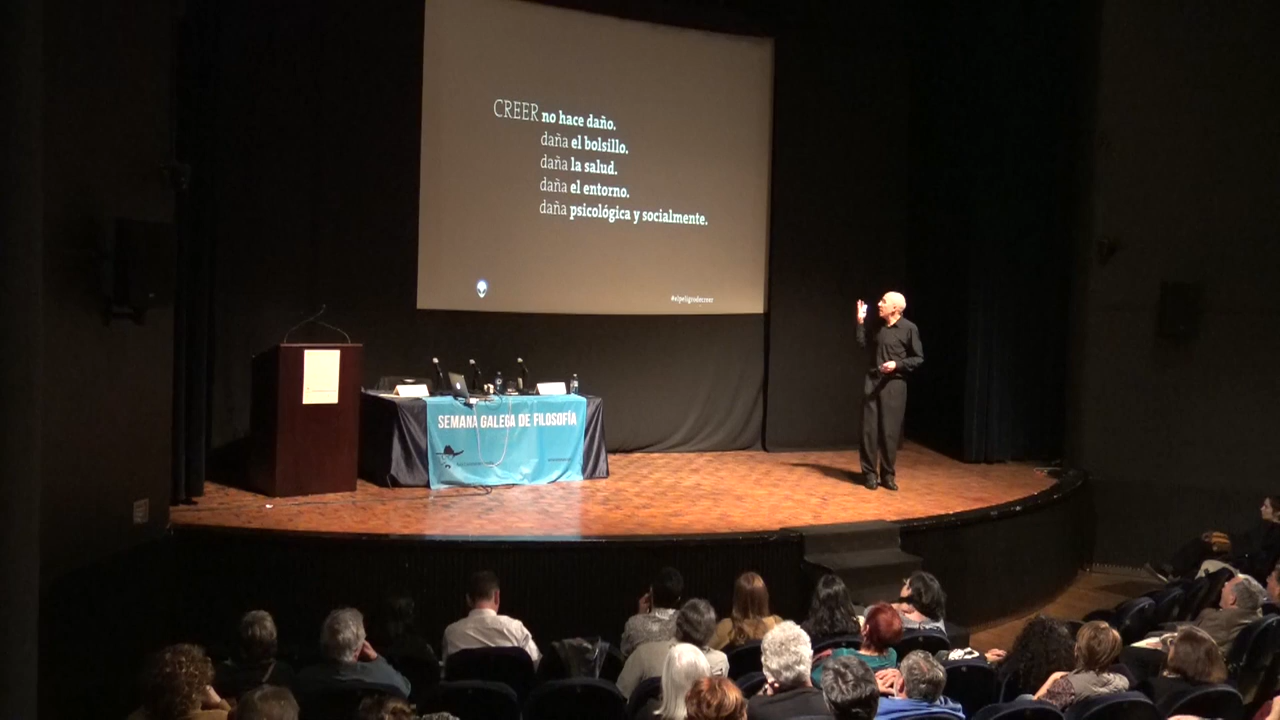 CREER no hace daño.
daña el bolsillo.
daña la salud.
daña el entorno.
daña psicológica y socialmente.
#elpeligrodecreer
SEMANA GALEGA DE FILOSOFÍA